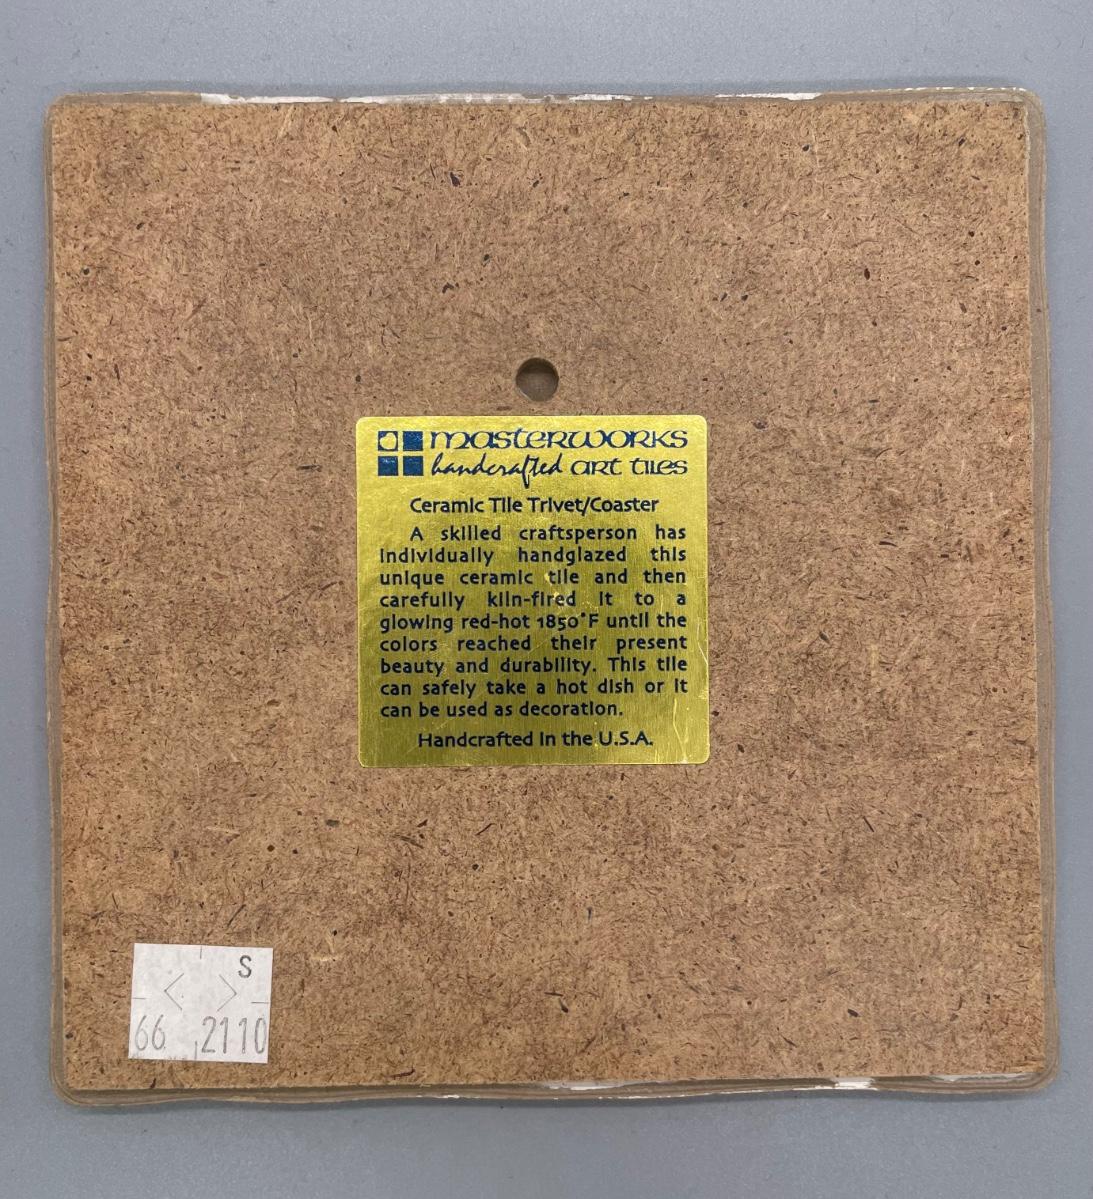 masterworks
handcrafted art tiles
Ceramic Tile Trivet/Coaster
A skilled craftsperson has
individually handglazed this
unique ceramic tile and then
carefully kiln-fired it to a
glowing red-hot 1850°F until the
colors reached their present
beauty and durability. This tile
can safely take a hot dish or it
can be used as decoration.
Handcrafted in the U.S.A.
S
66 2110